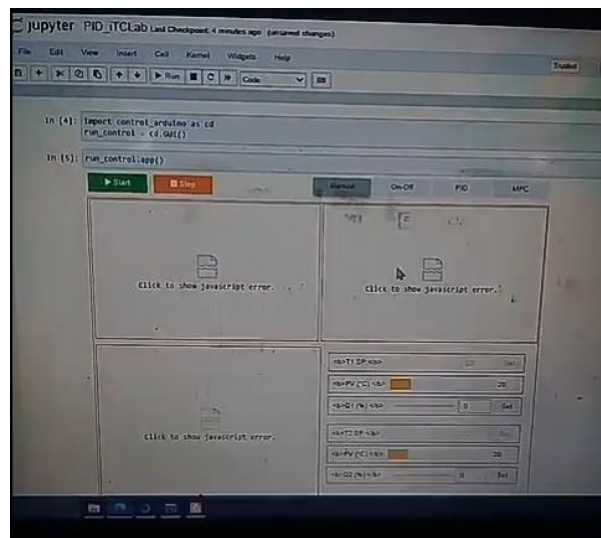 jupyter PID_iTCLab Last Checkpoint: 4 minutes ago (unsaved changes)
File Edit View Insert Cell Kernel Widgets Help
Trusted
Run Code
In [4]: import control_arduino as cd
run_control = cd.GUI()
In [5]: run_control.app()
Start Stop Manual On-Off PID MPC
Click to show javascript error. Click to show javascript error.
<b>T1 SP:</b> Set
<b>PV (°C) </b> 20
<b>Q1 (%) </b> 0 Set
Click to show javascript error.
<b>T2 SP:</b>
<b>PV (°C) </b> 20
<b>Q2 (%) </b> 0 Set